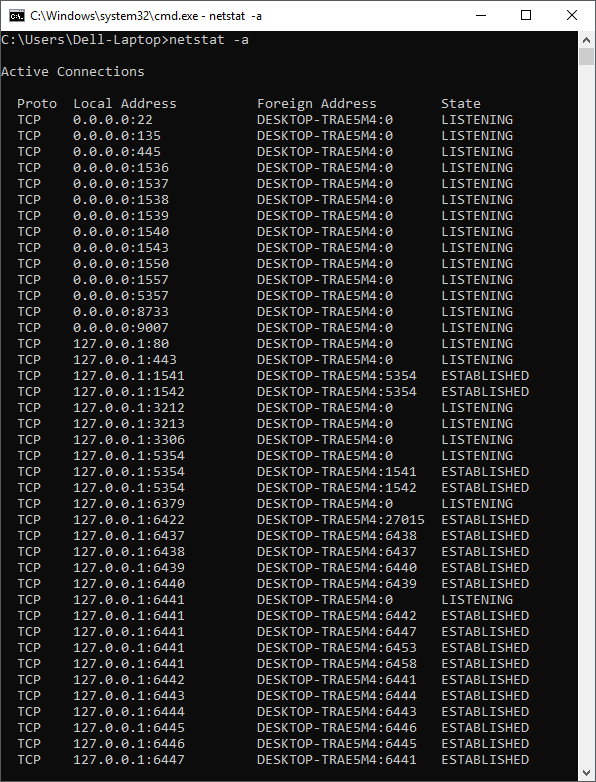 C:\Windows\system32\cmd.exe - netstat -a
C:\Users\Dell-Laptop>netstat -a
Active Connections
Proto Local Address Foreign Address State
TCP 0.0.0.0:22 DESKTOP-TRAE5M4:0 LISTENING
TCP 0.0.0.0:135 DESKTOP-TRAE5M4:0 LISTENING
TCP 0.0.0.0:445 DESKTOP-TRAE5M4:0 LISTENING
TCP 0.0.0.0:1536 DESKTOP-TRAE5M4:0 LISTENING
TCP 0.0.0.0:1537 DESKTOP-TRAE5M4:0 LISTENING
TCP 0.0.0.0:1538 DESKTOP-TRAE5M4:0 LISTENING
TCP 0.0.0.0:1539 DESKTOP-TRAE5M4:0 LISTENING
TCP 0.0.0.0:1540 DESKTOP-TRAE5M4:0 LISTENING
TCP 0.0.0.0:1543 DESKTOP-TRAE5M4:0 LISTENING
TCP 0.0.0.0:1550 DESKTOP-TRAE5M4:0 LISTENING
TCP 0.0.0.0:1557 DESKTOP-TRAE5M4:0 LISTENING
TCP 0.0.0.0:5357 DESKTOP-TRAE5M4:0 LISTENING
TCP 0.0.0.0:8733 DESKTOP-TRAE5M4:0 LISTENING
TCP 0.0.0.0:9007 DESKTOP-TRAE5M4:0 LISTENING
TCP 127.0.0.1:80 DESKTOP-TRAE5M4:0 LISTENING
TCP 127.0.0.1:443 DESKTOP-TRAE5M4:0 LISTENING
TCP 127.0.0.1:1541 DESKTOP-TRAE5M4:5354 ESTABLISHED
TCP 127.0.0.1:1542 DESKTOP-TRAE5M4:5354 ESTABLISHED
TCP 127.0.0.1:3212 DESKTOP-TRAE5M4:0 LISTENING
TCP 127.0.0.1:3213 DESKTOP-TRAE5M4:0 LISTENING
TCP 127.0.0.1:3306 DESKTOP-TRAE5M4:0 LISTENING
TCP 127.0.0.1:5354 DESKTOP-TRAE5M4:0 LISTENING
TCP 127.0.0.1:5354 DESKTOP-TRAE5M4:1541 ESTABLISHED
TCP 127.0.0.1:5354 DESKTOP-TRAE5M4:1542 ESTABLISHED
TCP 127.0.0.1:6379 DESKTOP-TRAE5M4:0 LISTENING
TCP 127.0.0.1:6422 DESKTOP-TRAE5M4:27015 ESTABLISHED
TCP 127.0.0.1:6437 DESKTOP-TRAE5M4:6438 ESTABLISHED
TCP 127.0.0.1:6438 DESKTOP-TRAE5M4:6437 ESTABLISHED
TCP 127.0.0.1:6439 DESKTOP-TRAE5M4:6440 ESTABLISHED
TCP 127.0.0.1:6440 DESKTOP-TRAE5M4:6439 ESTABLISHED
TCP 127.0.0.1:6441 DESKTOP-TRAE5M4:0 LISTENING
TCP 127.0.0.1:6441 DESKTOP-TRAE5M4:6442 ESTABLISHED
TCP 127.0.0.1:6441 DESKTOP-TRAE5M4:6447 ESTABLISHED
TCP 127.0.0.1:6441 DESKTOP-TRAE5M4:6453 ESTABLISHED
TCP 127.0.0.1:6441 DESKTOP-TRAE5M4:6458 ESTABLISHED
TCP 127.0.0.1:6442 DESKTOP-TRAE5M4:6441 ESTABLISHED
TCP 127.0.0.1:6443 DESKTOP-TRAE5M4:6444 ESTABLISHED
TCP 127.0.0.1:6444 DESKTOP-TRAE5M4:6443 ESTABLISHED
TCP 127.0.0.1:6445 DESKTOP-TRAE5M4:6446 ESTABLISHED
TCP 127.0.0.1:6446 DESKTOP-TRAE5M4:6445 ESTABLISHED
TCP 127.0.0.1:6447 DESKTOP-TRAE5M4:6441 ESTABLISHED